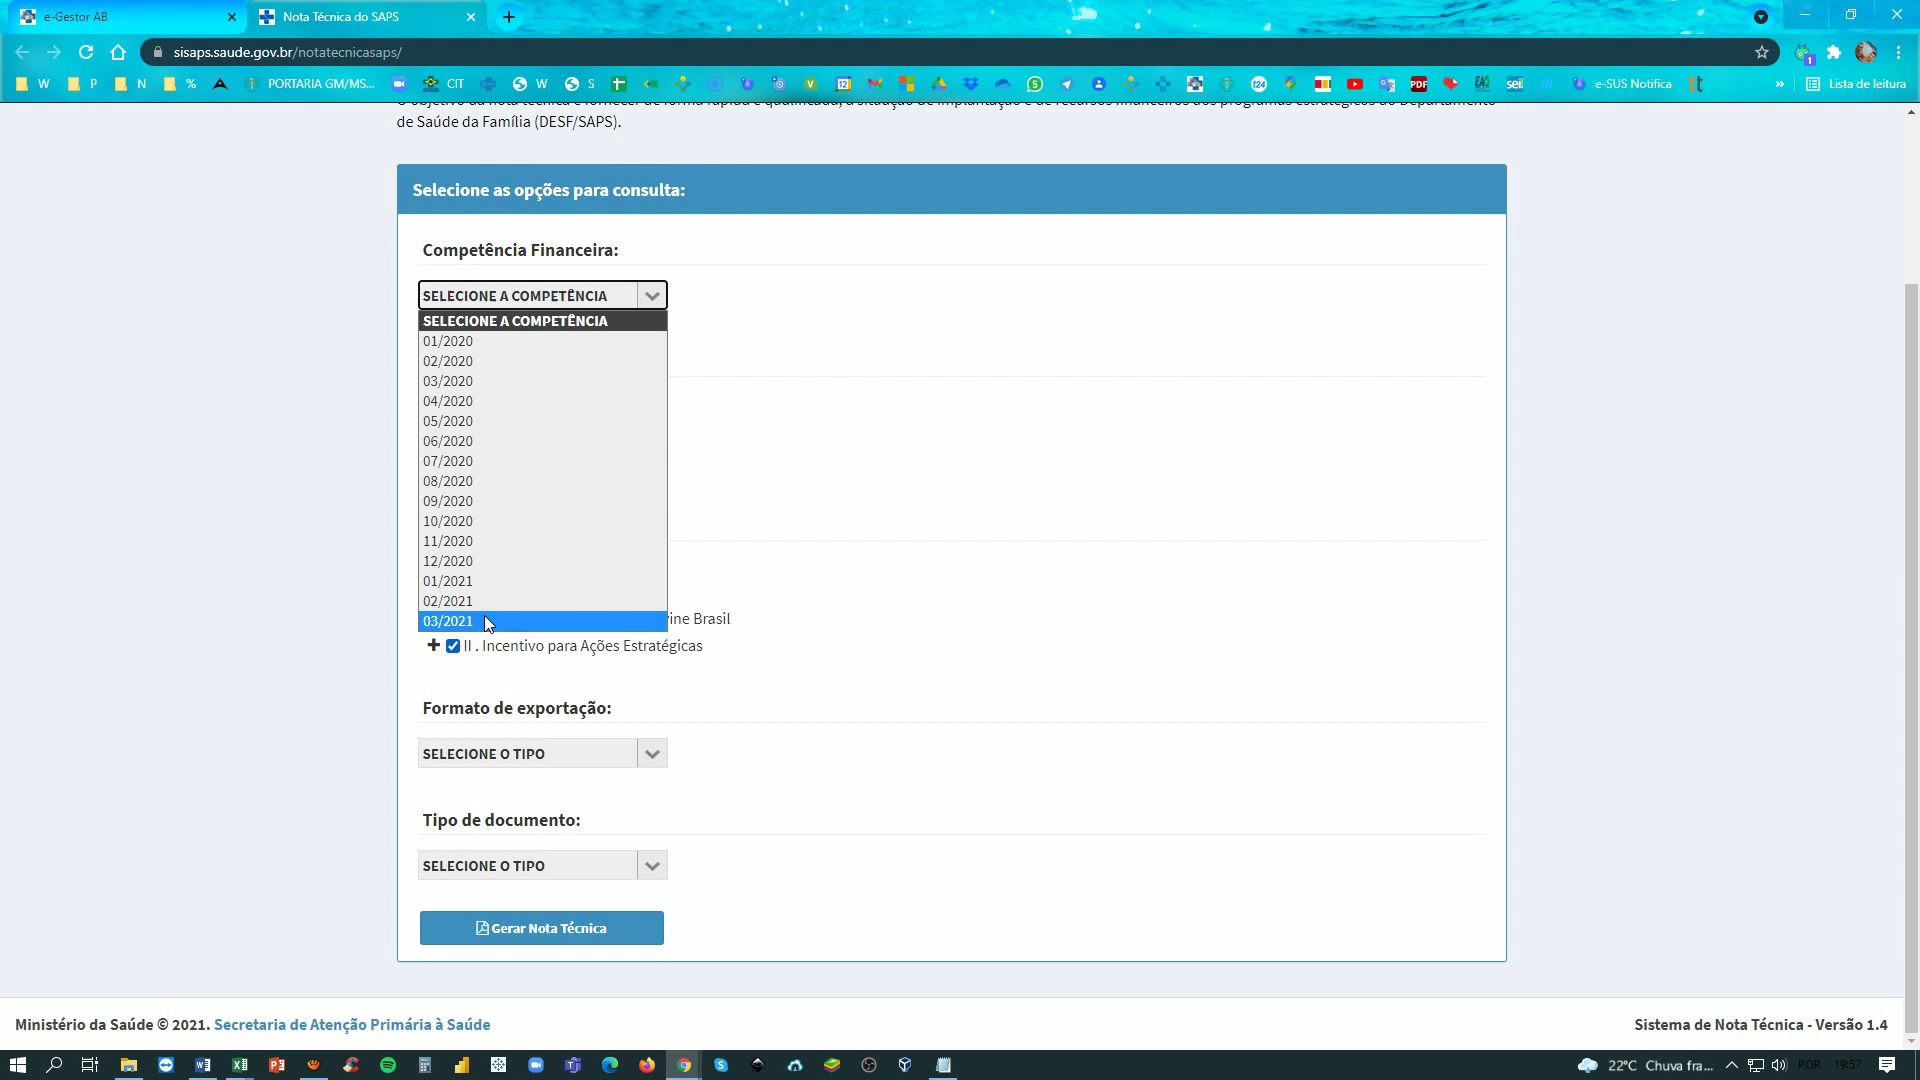 e-Gestor AB
Nota Técnica do SAPS
sisaps.saude.gov.br/notatecnicasaps/
W P N % PORTARIA GM/MS... CIT W S e-SUS Notifica » Lista de leitura
de Saúde da Família (DESF/SAPS).
Selecione as opções para consulta:
Competência Financeira:
SELECIONE A COMPETÊNCIA
SELECIONE A COMPETÊNCIA
01/2020
02/2020
03/2020
04/2020
05/2020
06/2020
07/2020
08/2020
09/2020
10/2020
11/2020
12/2020
01/2021
02/2021
03/2021
vine Brasil
II . Incentivo para Ações Estratégicas
Formato de exportação:
SELECIONE O TIPO
Tipo de documento:
SELECIONE O TIPO
Gerar Nota Técnica
Ministério da Saúde © 2021. Secretaria de Atenção Primária à Saúde
Sistema de Nota Técnica - Versão 1.4
22°C Chuva fra... POR 19:57